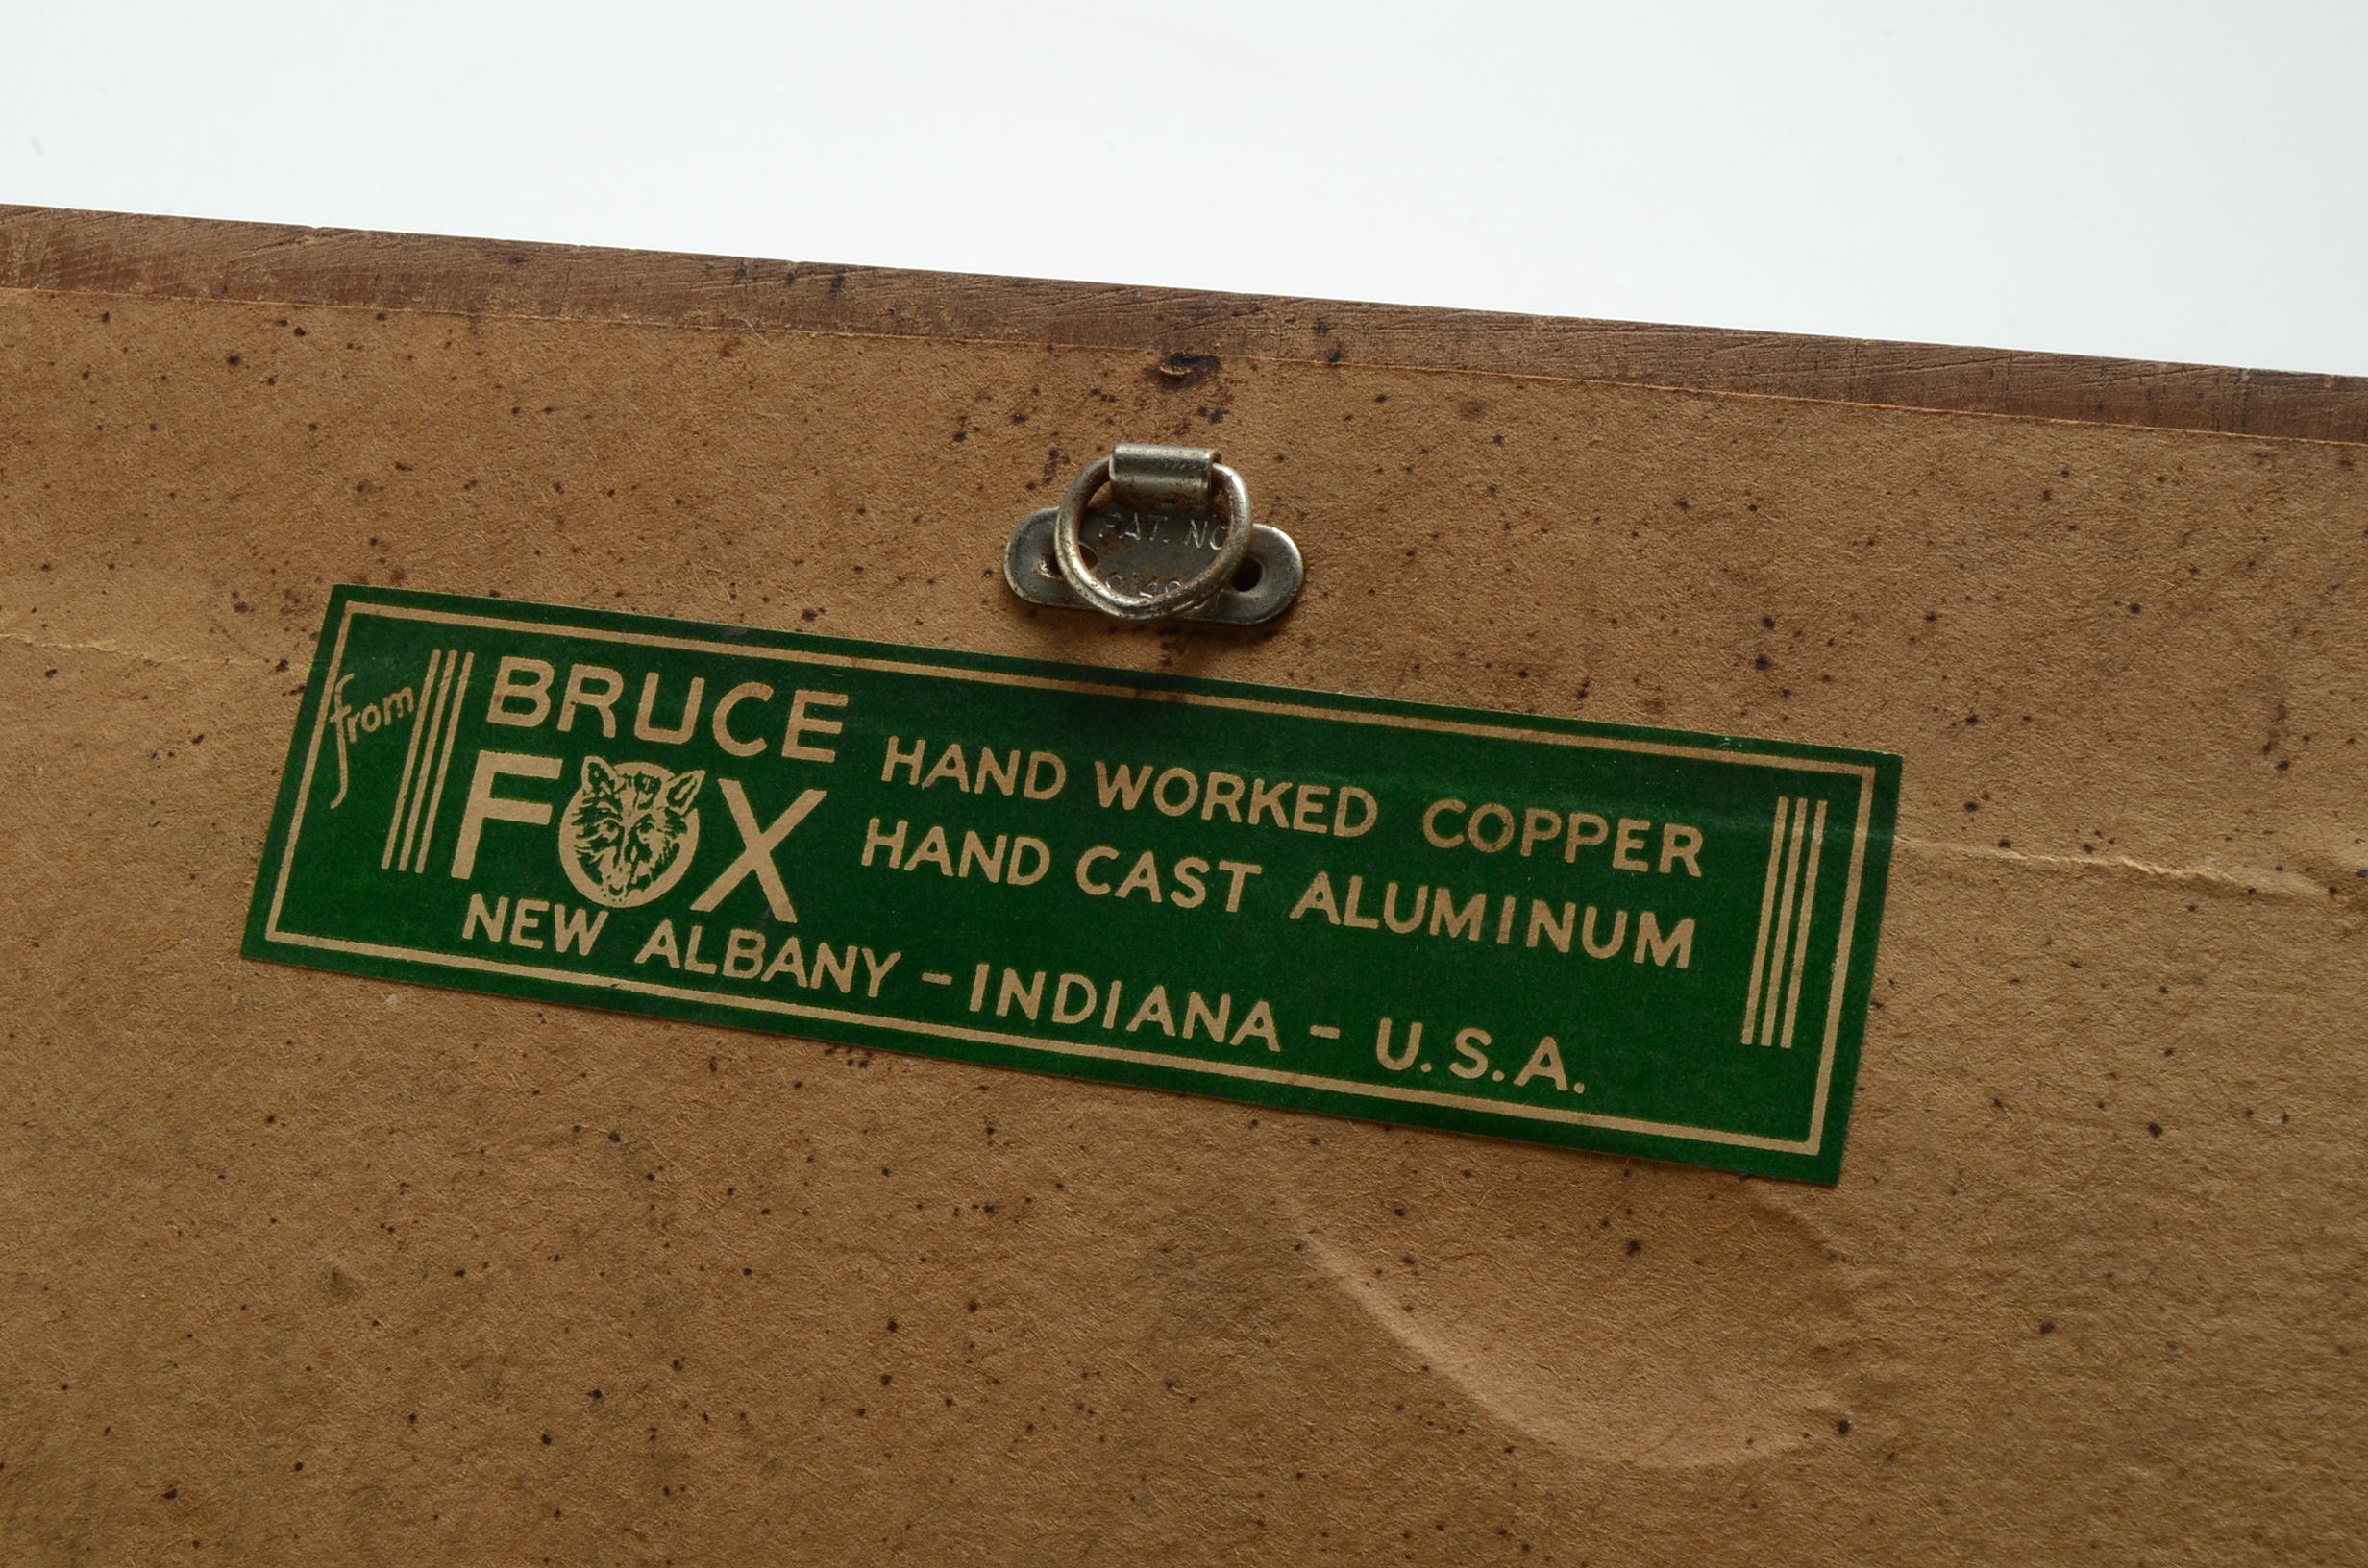 PAT. NO.
from
BRUCE
FOX
HAND WORKED COPPER
HAND CAST ALUMINUM
NEW ALBANY - INDIANA - U.S.A.